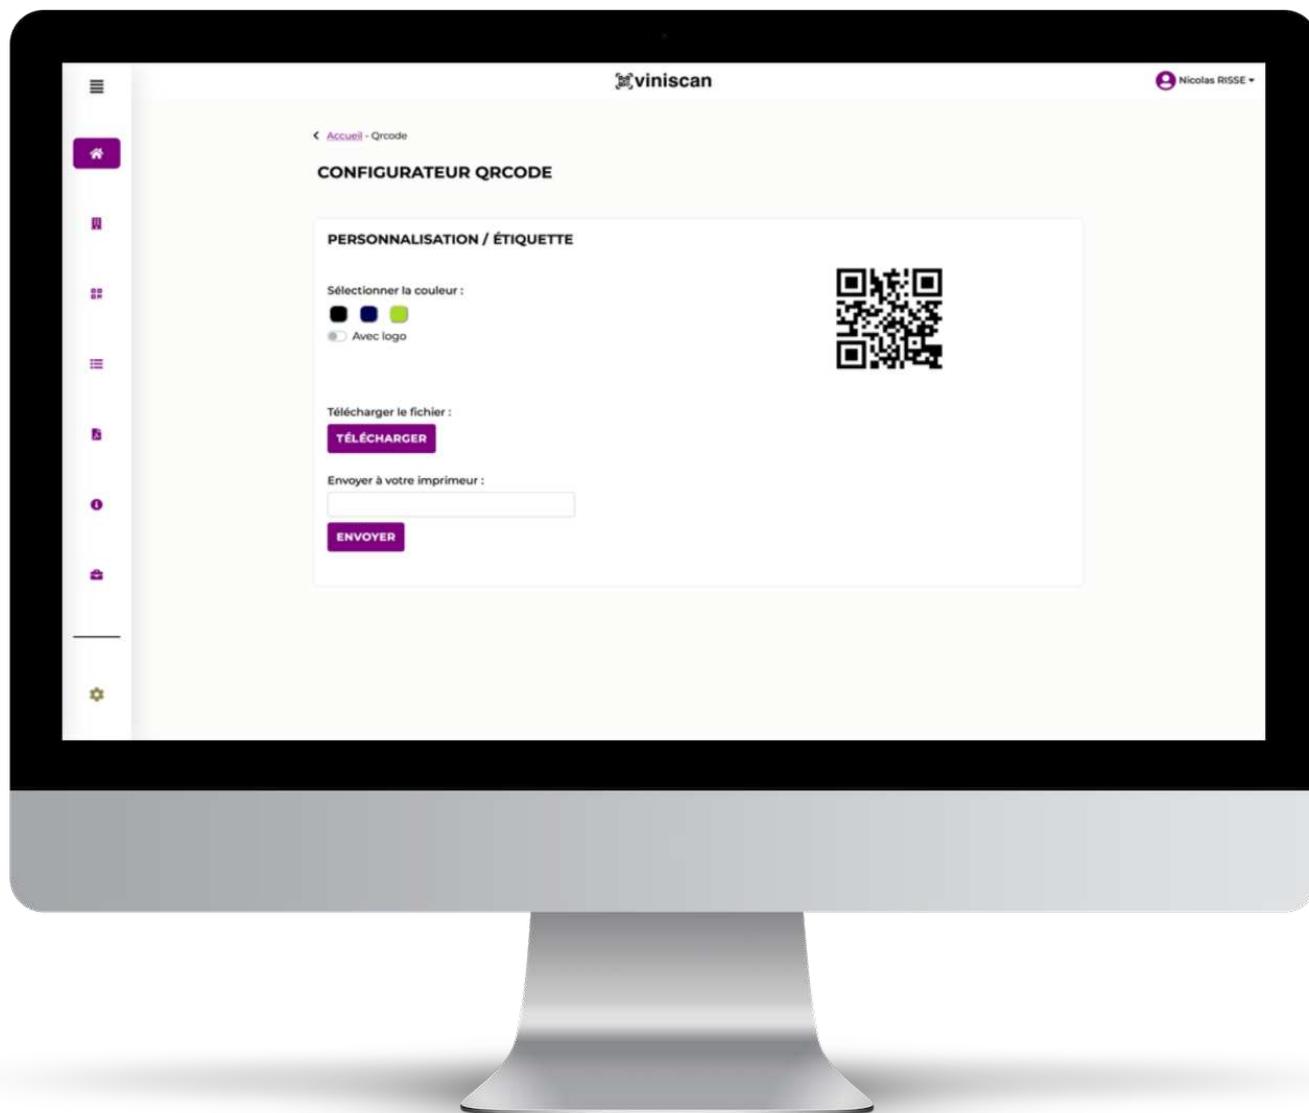 viniscan
Nicolas RISSE
Accueil - Qrcode
CONFIGURATEUR QRCODE
PERSONNALISATION / ÉTIQUETTE
Sélectionner la couleur :
Avec logo
Télécharger le fichier :
TÉLÉCHARGER
Envoyer à votre imprimeur :
ENVOYER